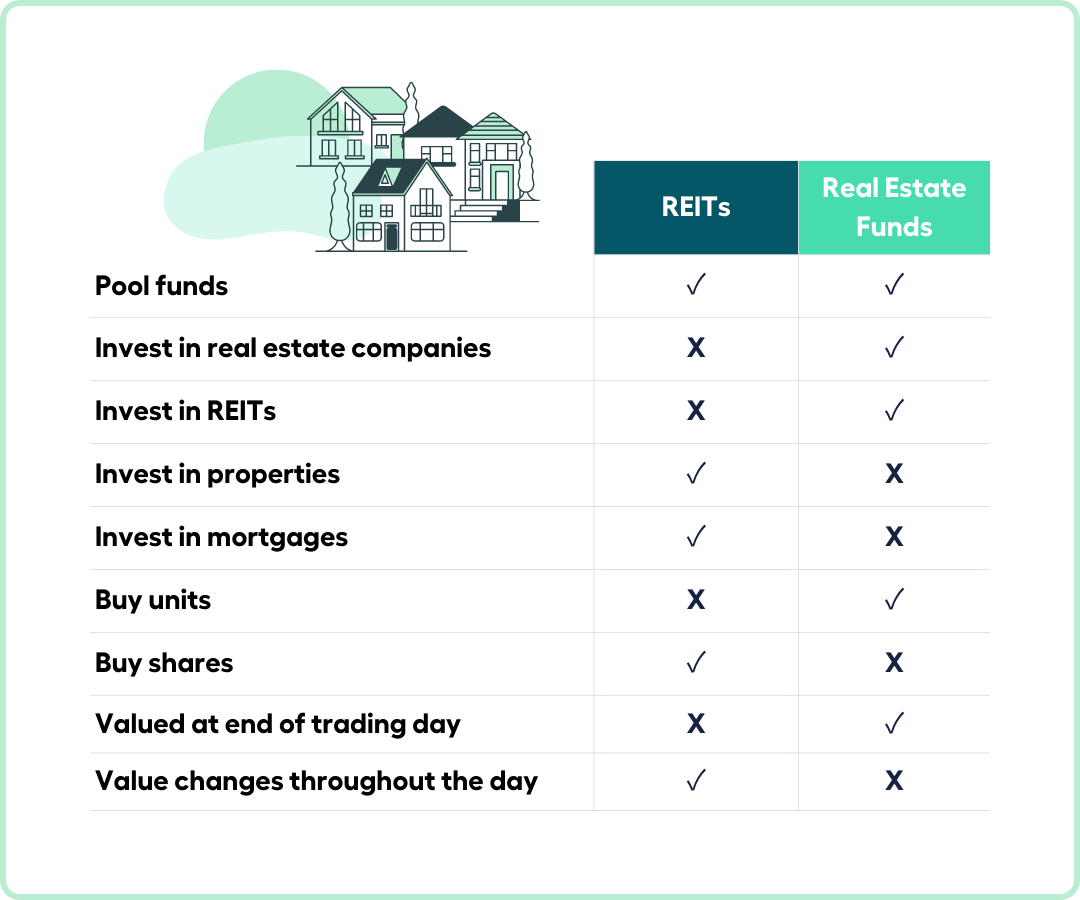 REITs
Real Estate
Funds
Pool funds ✓ ✓
Invest in real estate companies X ✓
Invest in REITs X ✓
Invest in properties ✓ X
Invest in mortgages ✓ X
Buy units X ✓
Buy shares ✓ X
Valued at end of trading day X ✓
Value changes throughout the day ✓ X